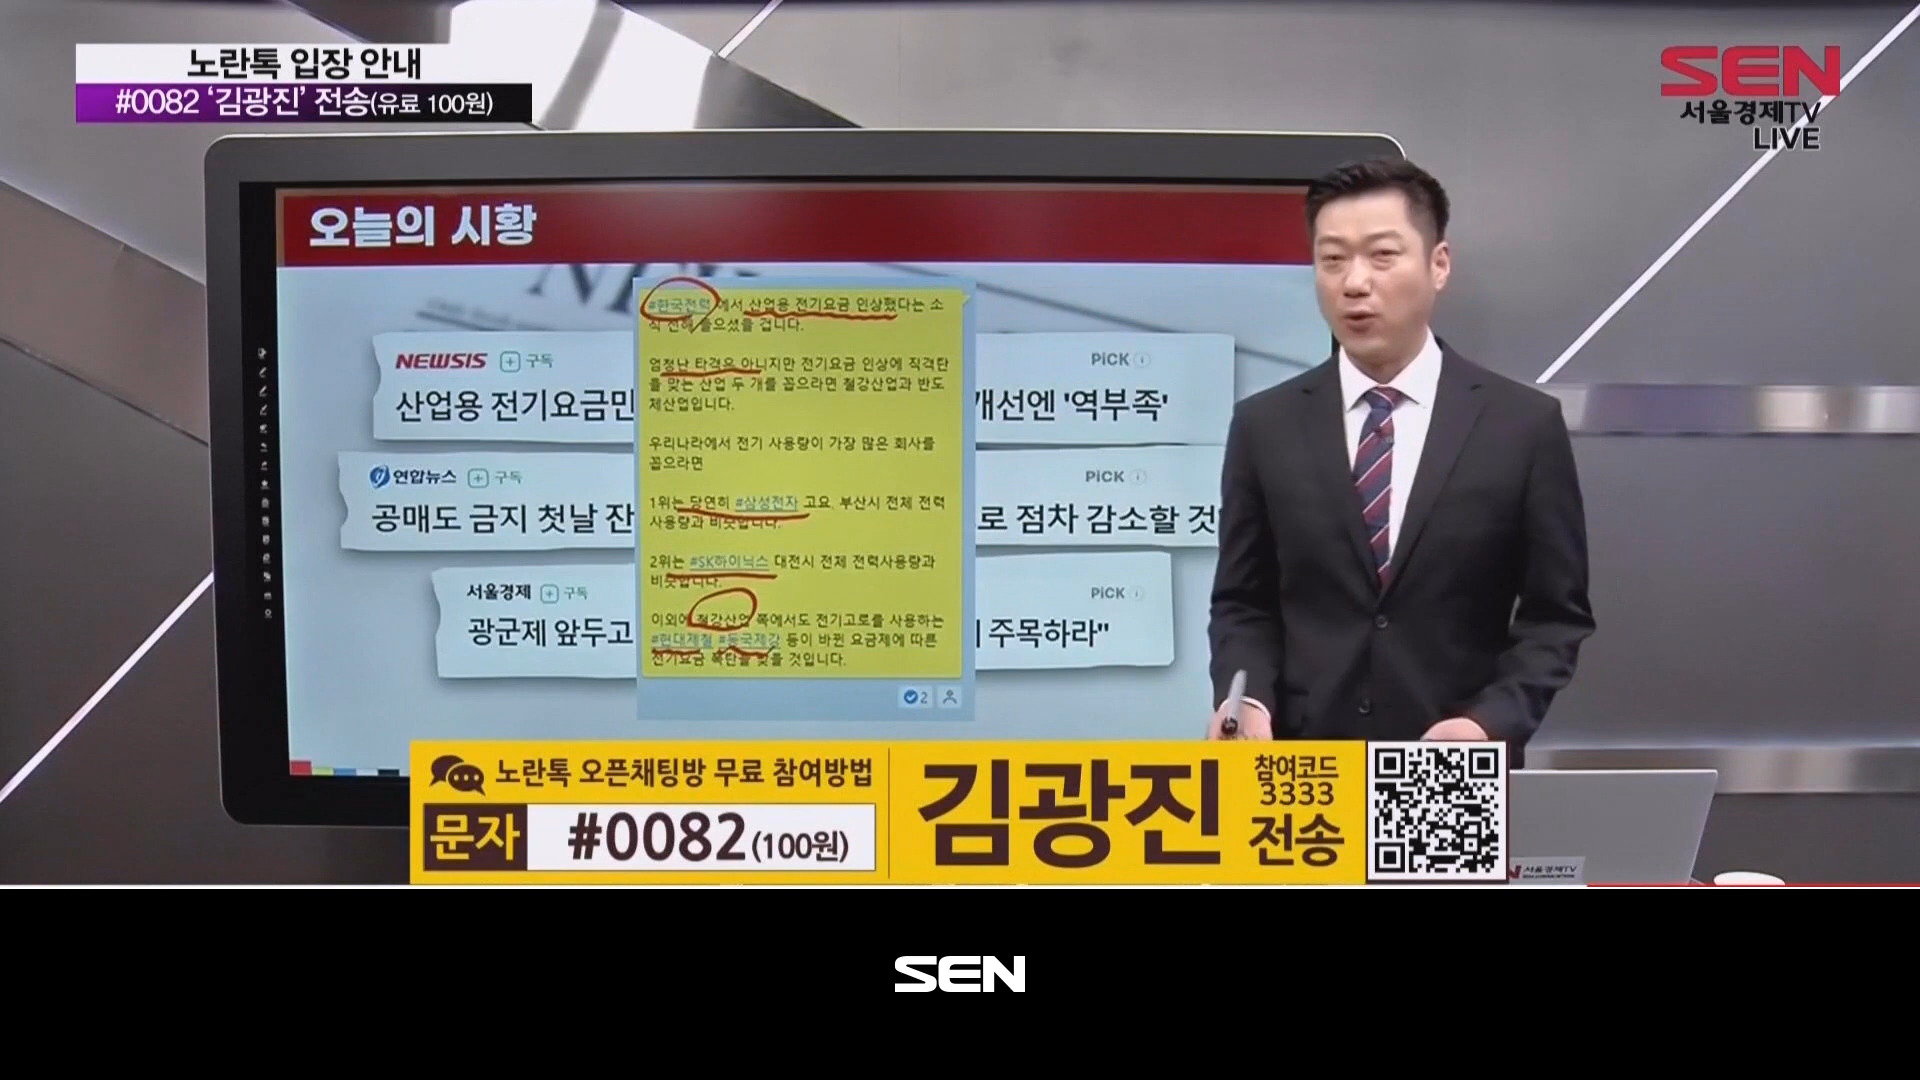 노란톡 입장 안내
#0082 ‘김광진’ 전송(유료 100원)
SEN
서울경제TV
LIVE
오늘의 시황
NEWSIS + 구독
PiCK
산업용 전기요금만
개선엔 '역부족'
연합뉴스 + 구독
PiCK
공매도 금지 첫날 잔
로 점차 감소할 것
서울경제 + 구독
PiCK
광군제 앞두고
주목하라"
#한국전력 에서 산업용 전기요금 인상했다는 소
식 전해 들으셨을 겁니다.
엄청난 타격은 아니지만 전기요금 인상에 직격탄
을 맞는 산업 두 개를 꼽으라면 철강산업과 반도
체산업입니다.
우리나라에서 전기 사용량이 가장 많은 회사를
꼽으라면
1위는 당연히 #삼성전자 고요. 부산시 전체 전력
사용량과 비슷합니다.
2위는 #SK하이닉스 대전시 전체 전력사용량과
비슷합니다.
이외에 철강산업 쪽에서도 전기고로를 사용하는
#현대제철 #동국제강 등이 바뀐 요금제에 따른
전기요금 폭탄을 맞을 것입니다.
2
노란톡 오픈채팅방 무료 참여방법
문자 #0082(100원)
김광진
참여코드
3333
전송
서울경제TV
SEN